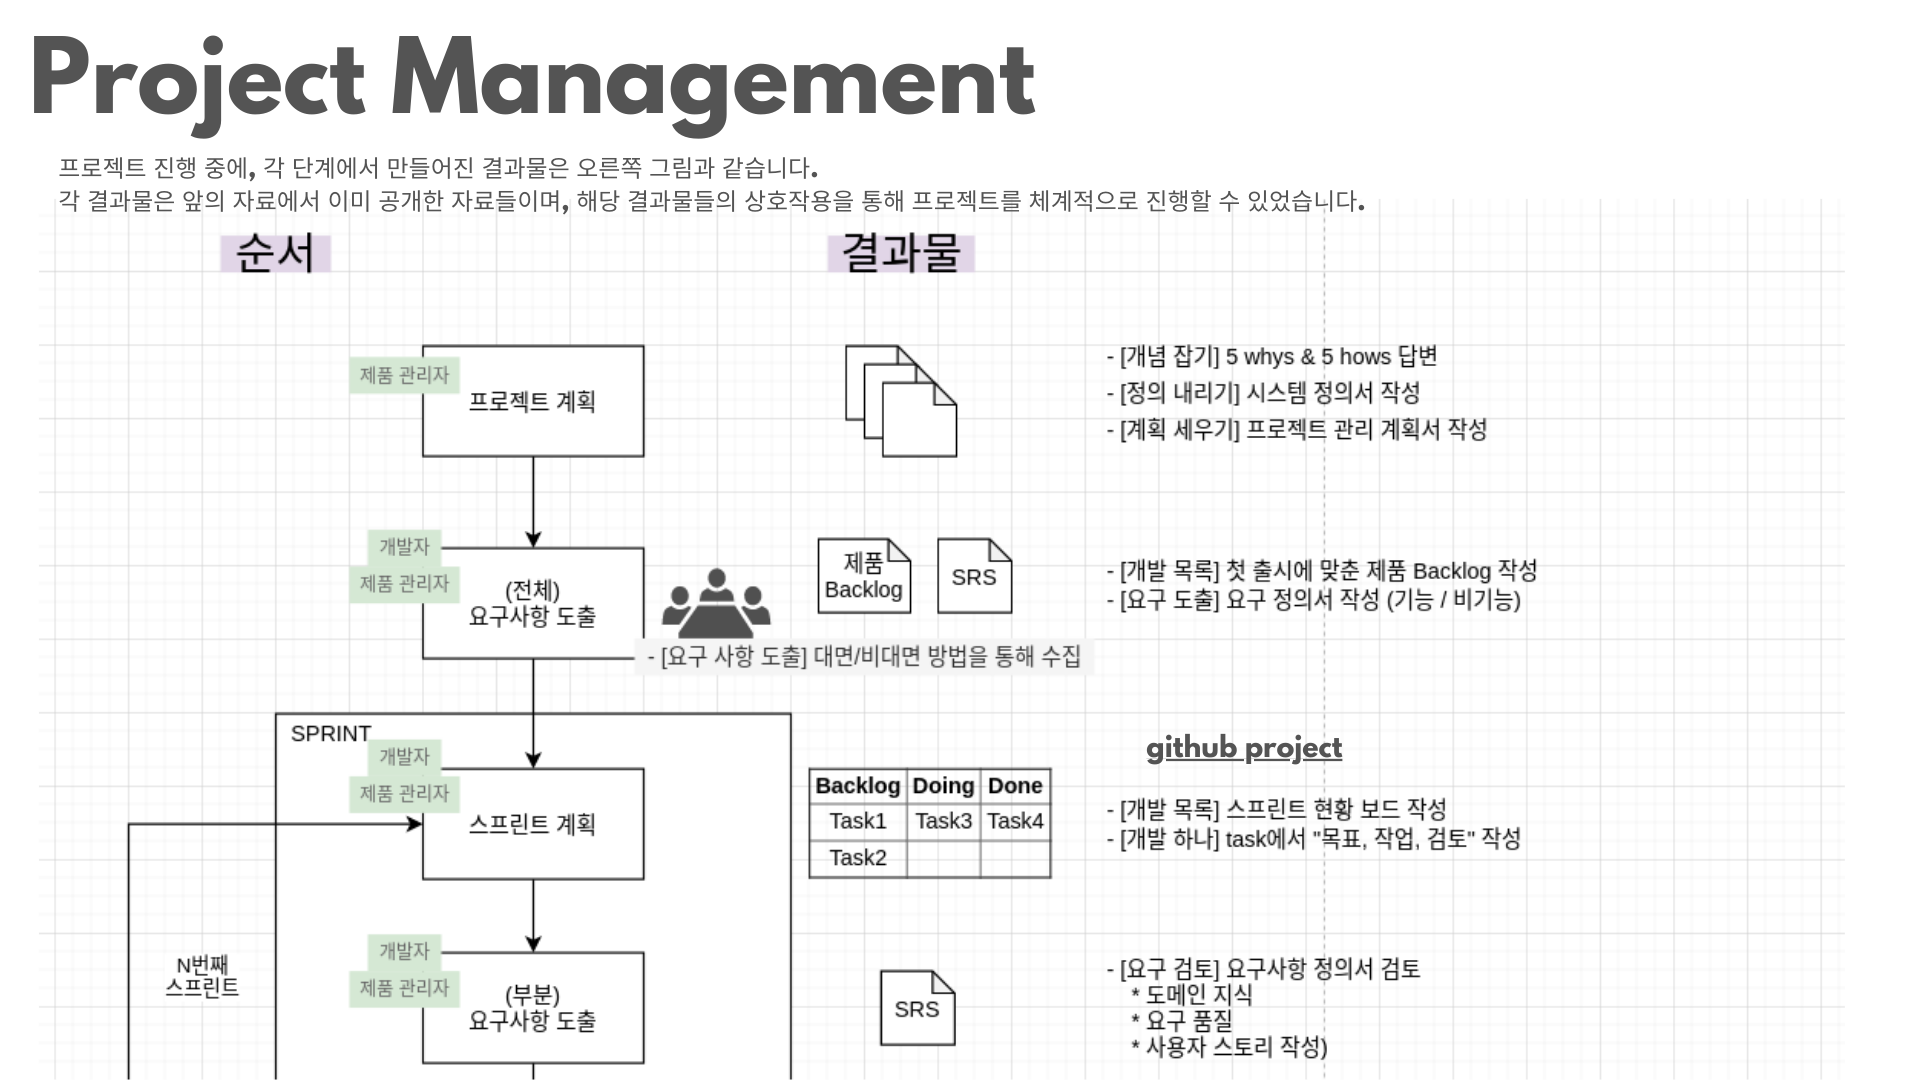 Project Management
프로젝트 진행 중에, 각 단계에서 만들어진 결과물은 오른쪽 그림과 같습니다.
각 결과물은 앞의 자료에서 이미 공개한 자료들이며, 해당 결과물들의 상호작용을 통해 프로젝트를 체계적으로 진행할 수 있었습니다.
순서
결과물
제품 관리자
프로젝트 계획
- [개념 잡기] 5 whys & 5 hows 답변
- [정의 내리기] 시스템 정의서 작성
- [계획 세우기] 프로젝트 관리 계획서 작성
개발자
제품 관리자
(전체)
요구사항 도출
제품
Backlog
SRS
- [개발 목록] 첫 출시에 맞춘 제품 Backlog 작성
- [요구 도출] 요구 정의서 작성 (기능 / 비기능)
- [요구 사항 도출] 대면/비대면 방법을 통해 수집
SPRINT
개발자
제품 관리자
스프린트 계획
github project
Backlog Doing Done
Task1 Task3 Task4
Task2
- [개발 목록] 스프린트 현황 보드 작성
- [개발 하나] task에서 "목표, 작업, 검토" 작성
N번째
스프린트
개발자
제품 관리자
(부분)
요구사항 도출
SRS
- [요구 검토] 요구사항 정의서 검토
* 도메인 지식
* 요구 품질
* 사용자 스토리 작성)